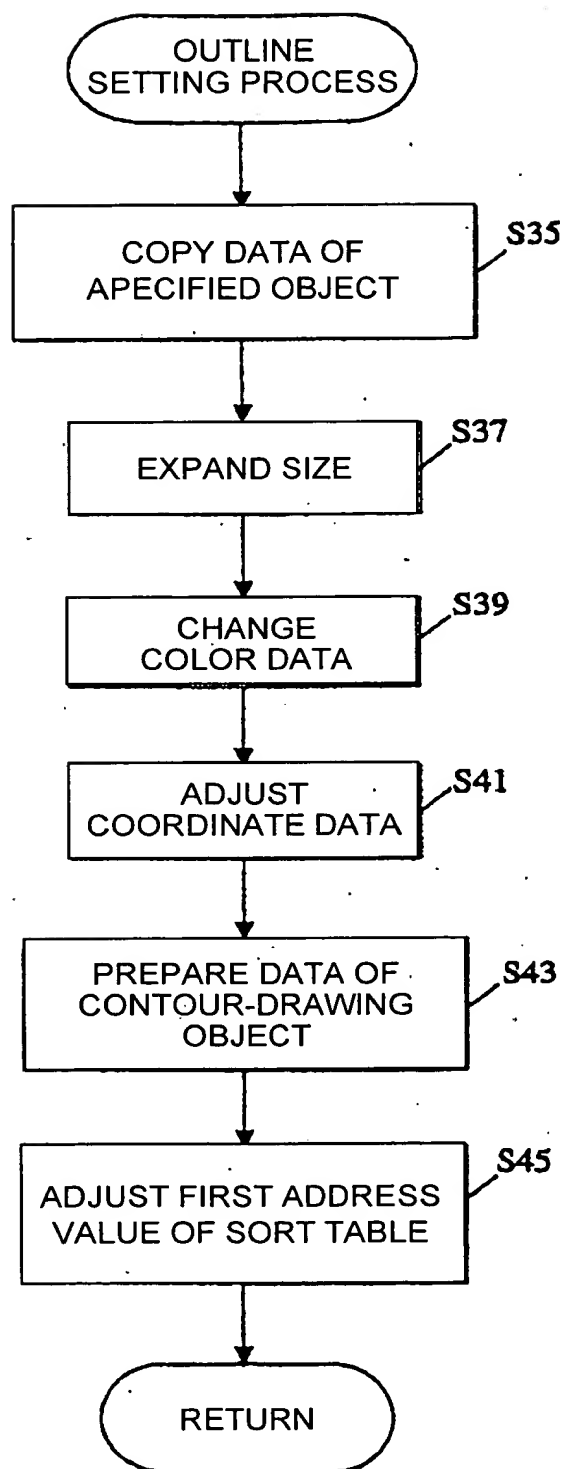 OUTLINE
SETTING PROCESS
COPY DATA OF
APECIFIED OBJECT
S35
EXPAND SIZE
S37
CHANGE
COLOR DATA
S39
ADJUST
COORDINATE DATA
S41
PREPARE DATA OF
CONTOUR-DRAWING
OBJECT
S43
ADJUST FIRST ADDRESS
VALUE OF SORT TABLE
S45
RETURN